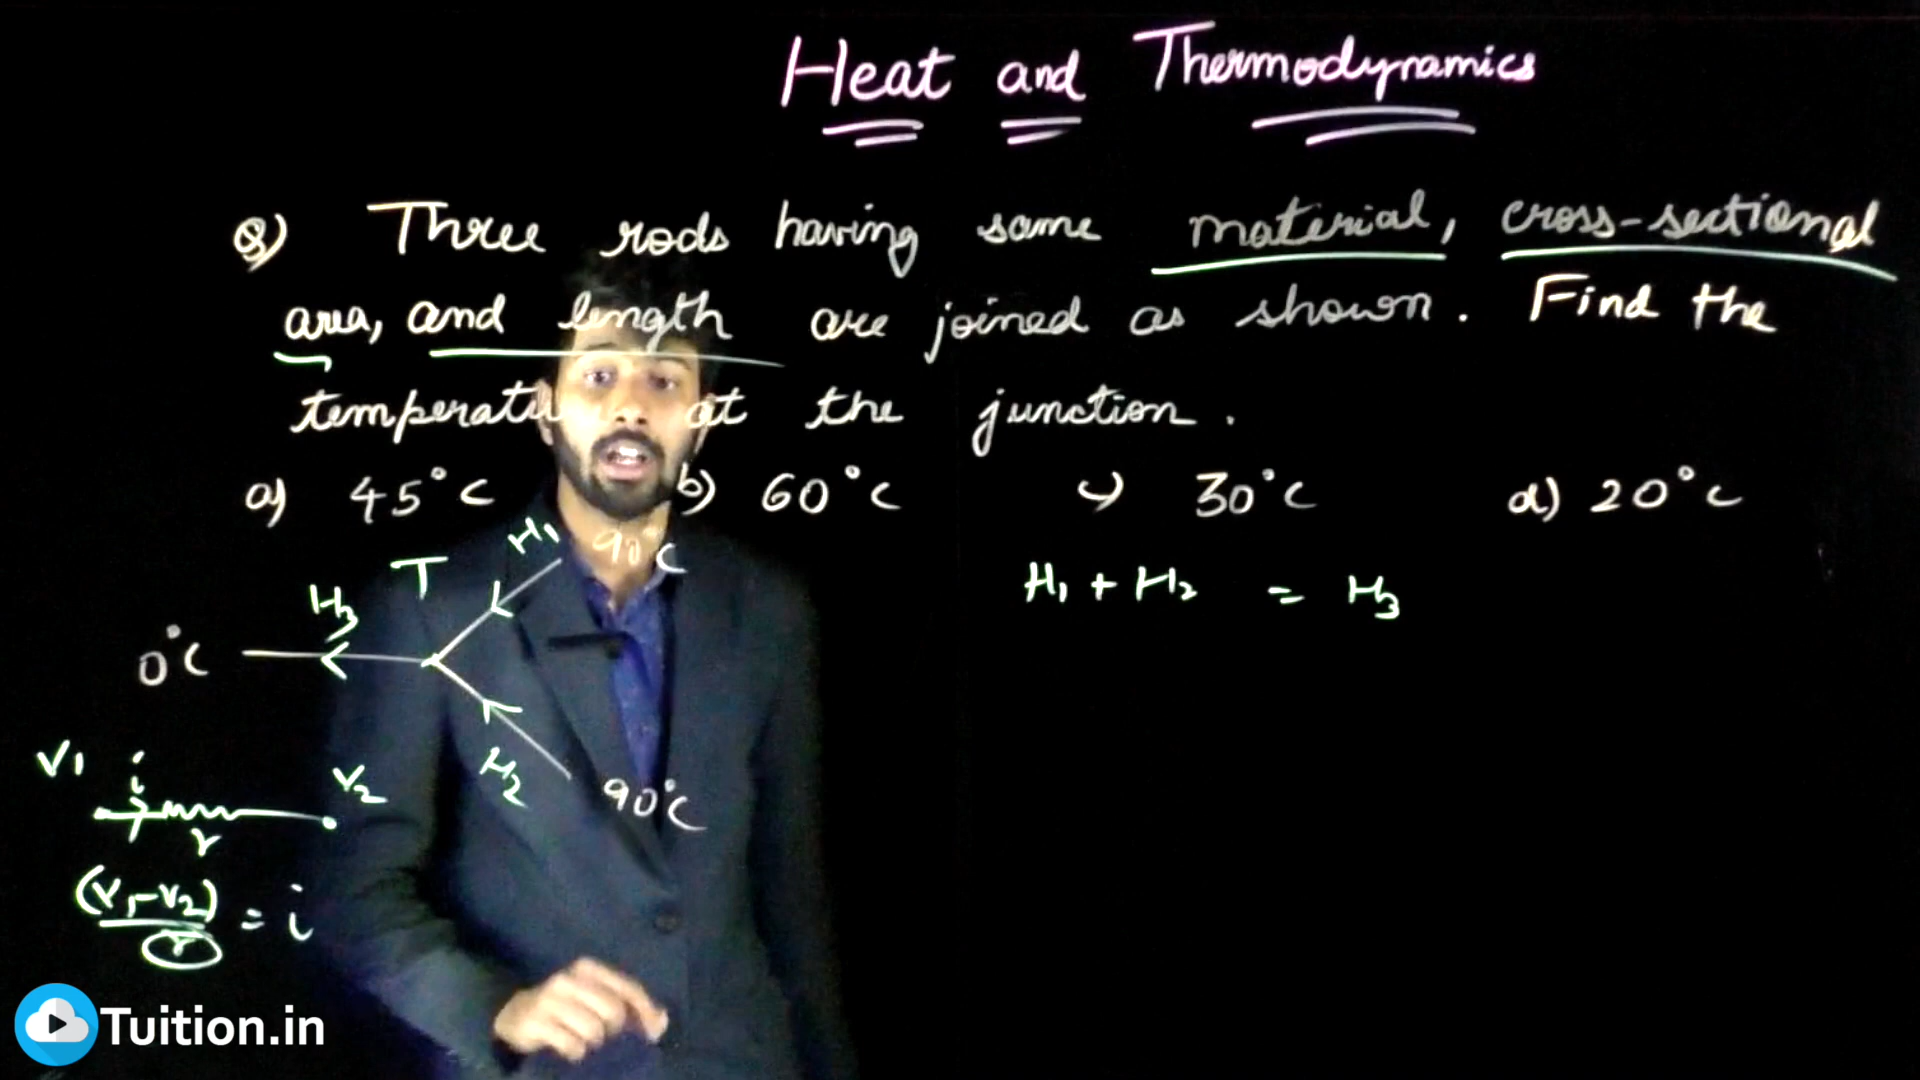 Heat and Thermodynamics
Q) Three rods having same material, cross-sectional
area, and length are joined as shown. Find the
temperatu at the junction.
a) 45°C b) 60°C c) 30°C d) 20°C
H1 90°C
T
H3
H1 + H2 = H3
0°C
H2
90°C
V1 i V2
r
(V1-V2) = i
r
Tuition.in